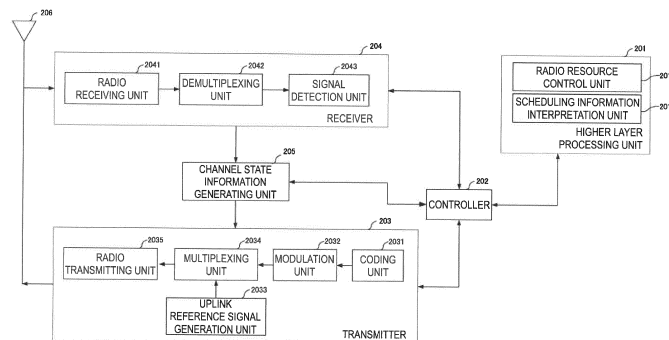 206
204
2041
RADIO
RECEIVING UNIT
2042
DEMULTIPLEXING
UNIT
2043
SIGNAL
DETECTION UNIT
RECEIVER
201
RADIO RESOURCE
CONTROL UNIT
SCHEDULING INFORMATION
INTERPRETATION UNIT
HIGHER LAYER
PROCESSING UNIT
205
CHANNEL STATE
INFORMATION
GENERATING UNIT
202
CONTROLLER
203
2035
RADIO
TRANSMITTING UNIT
2034
MULTIPLEXING
UNIT
2032
MODULATION
UNIT
2031
CODING
UNIT
2033
UPLINK
REFERENCE SIGNAL
GENERATION UNIT
TRANSMITTER